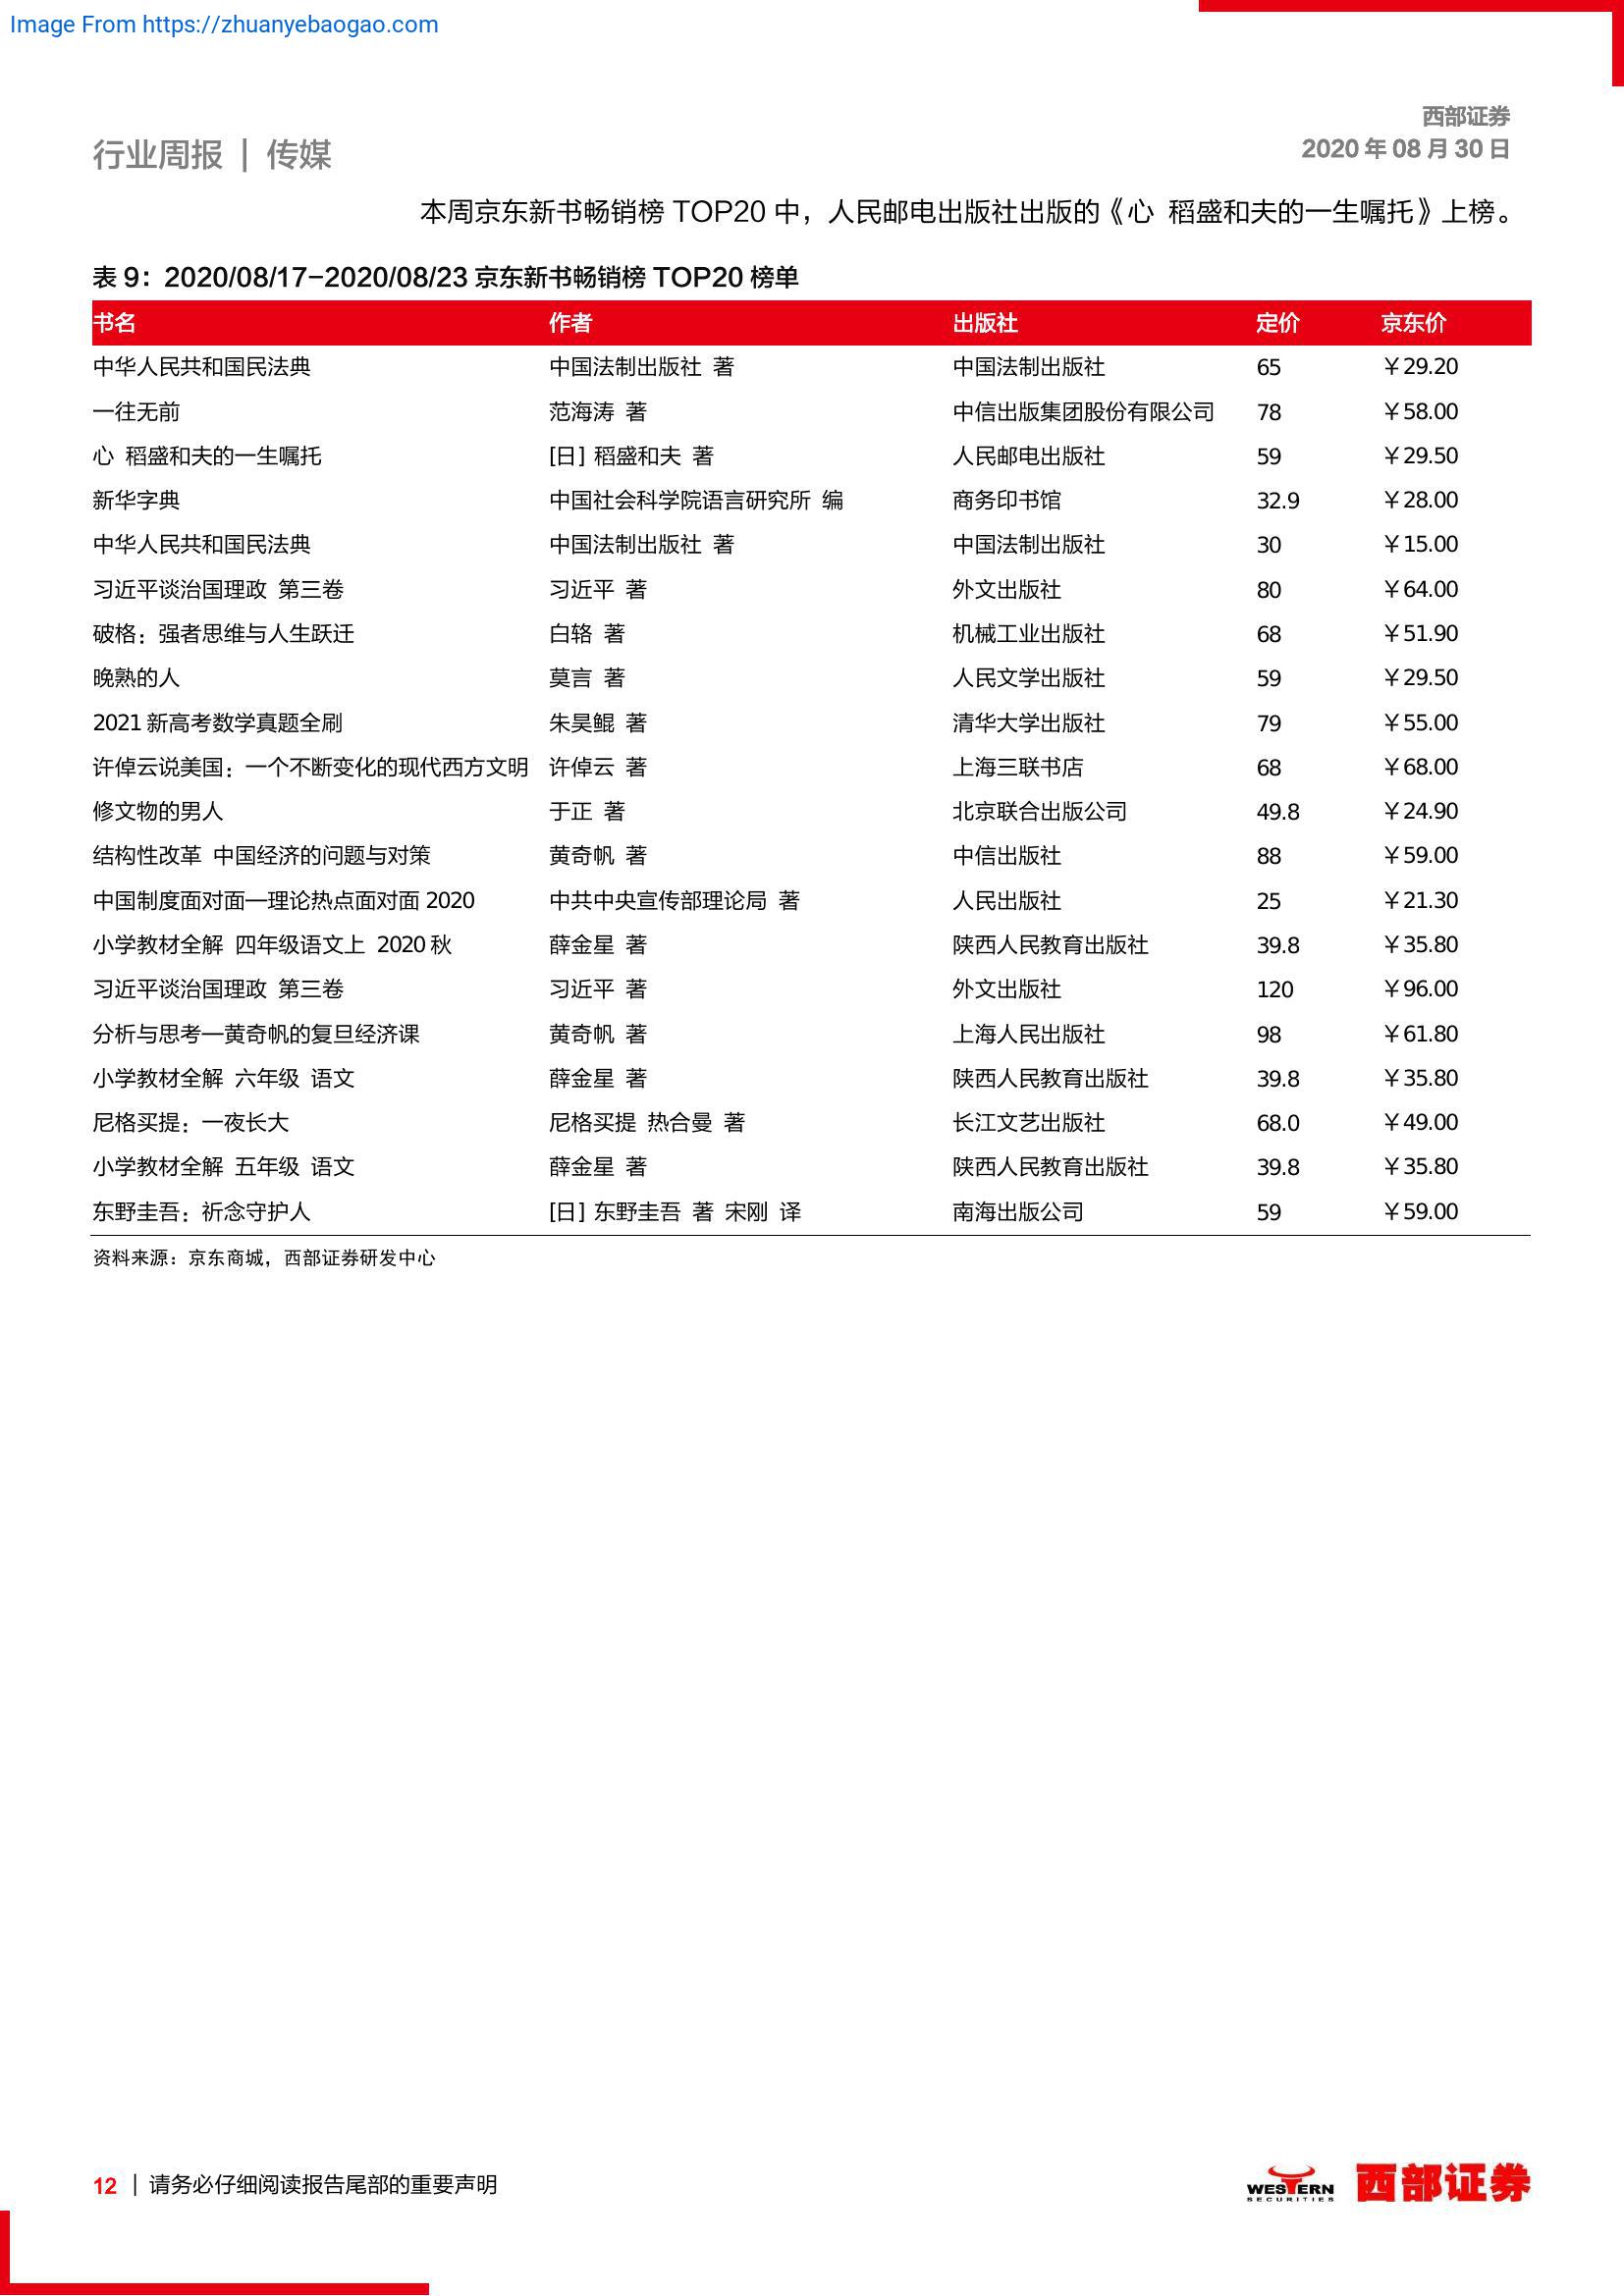 Image From https://zhuanyebaogao.com
西部证券
行业周报 | 传媒
2020 年 08 月 30 日
本周京东新书畅销榜 TOP20 中，人民邮电出版社出版的《心 稻盛和夫的一生嘱托》上榜。
表 9：2020/08/17-2020/08/23 京东新书畅销榜 TOP20 榜单
书名 作者 出版社 定价 京东价
中华人民共和国民法典 中国法制出版社 著 中国法制出版社 65 ￥29.20
一往无前 范海涛 著 中信出版集团股份有限公司 78 ￥58.00
心 稻盛和夫的一生嘱托 [日] 稻盛和夫 著 人民邮电出版社 59 ￥29.50
新华字典 中国社会科学院语言研究所 编 商务印书馆 32.9 ￥28.00
中华人民共和国民法典 中国法制出版社 著 中国法制出版社 30 ￥15.00
习近平谈治国理政 第三卷 习近平 著 外文出版社 80 ￥64.00
破格：强者思维与人生跃迁 白辂 著 机械工业出版社 68 ￥51.90
晚熟的人 莫言 著 人民文学出版社 59 ￥29.50
2021 新高考数学真题全刷 朱昊鲲 著 清华大学出版社 79 ￥55.00
许倬云说美国：一个不断变化的现代西方文明 许倬云 著 上海三联书店 68 ￥68.00
修文物的男人 于正 著 北京联合出版公司 49.8 ￥24.90
结构性改革 中国经济的问题与对策 黄奇帆 著 中信出版社 88 ￥59.00
中国制度面对面—理论热点面对面 2020 中共中央宣传部理论局 著 人民出版社 25 ￥21.30
小学教材全解 四年级语文上 2020 秋 薛金星 著 陕西人民教育出版社 39.8 ￥35.80
习近平谈治国理政 第三卷 习近平 著 外文出版社 120 ￥96.00
分析与思考—黄奇帆的复旦经济课 黄奇帆 著 上海人民出版社 98 ￥61.80
小学教材全解 六年级 语文 薛金星 著 陕西人民教育出版社 39.8 ￥35.80
尼格买提：一夜长大 尼格买提 热合曼 著 长江文艺出版社 68.0 ￥49.00
小学教材全解 五年级 语文 薛金星 著 陕西人民教育出版社 39.8 ￥35.80
东野圭吾：祈念守护人 [日] 东野圭吾 著 宋刚 译 南海出版公司 59 ￥59.00
资料来源：京东商城，西部证券研发中心
12 | 请务必仔细阅读报告尾部的重要声明
WESTERN
SECURITIES
西部证券